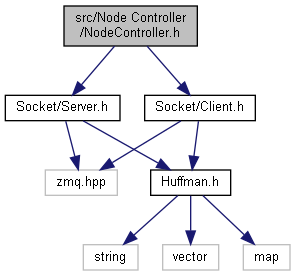 src/Node Controller
/NodeController.h
Socket/Server.h
Socket/Client.h
zmq.hpp
Huffman.h
string
vector
map